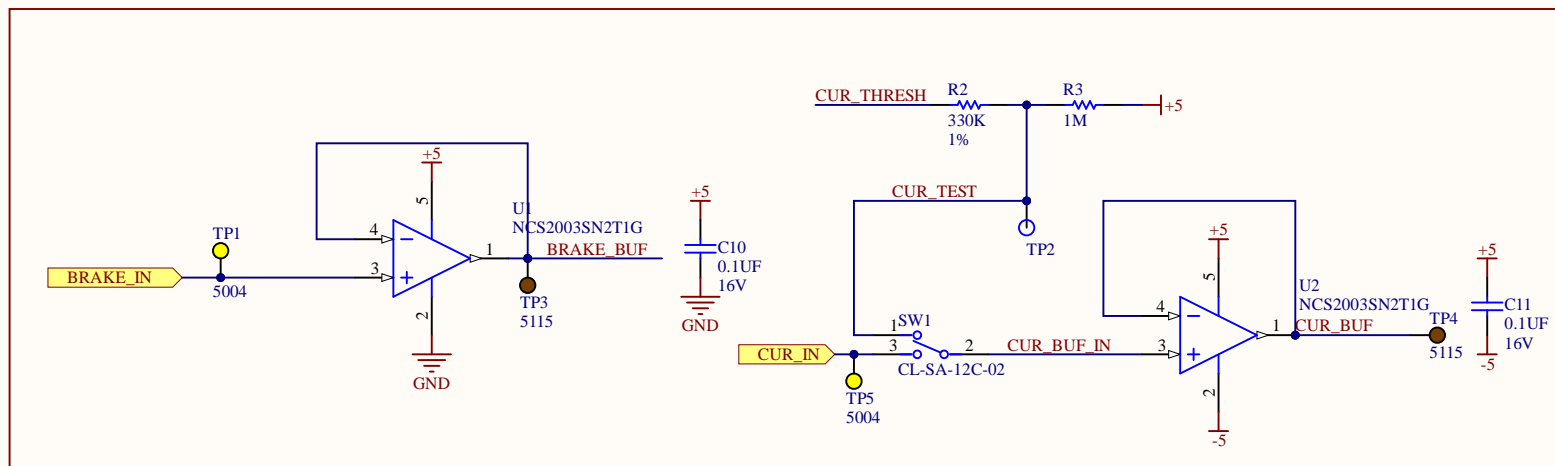 CUR_THRESH
R2
330K
1%
R3
1M
+5
CUR_TEST
TP2
+5
5
U1
NCS2003SN2T1G
4
3
1
BRAKE_BUF
2
GND
TP1
5004
BRAKE_IN
TP3
5115
+5
C10
0.1UF
16V
GND
1
SW1
3
2
CL-SA-12C-02
CUR_IN
TP5
5004
CUR_BUF_IN
+5
5
U2
NCS2003SN2T1G
4
3
1
CUR_BUF
2
-5
TP4
5115
+5
C11
0.1UF
16V
-5